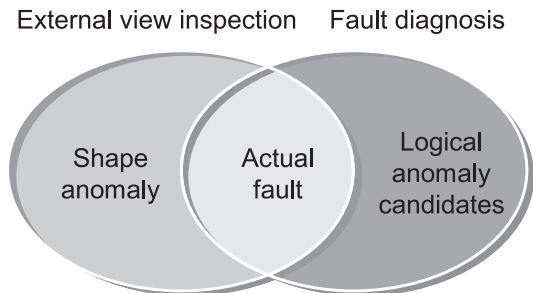 External view inspection
Fault diagnosis
Shape
anomaly
Actual
fault
Logical
anomaly
candidates